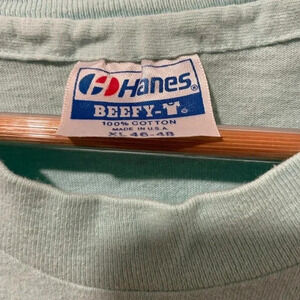 Hanes®
BEEFY-
100% COTTON
MADE IN U.S.A.
XL 46-48